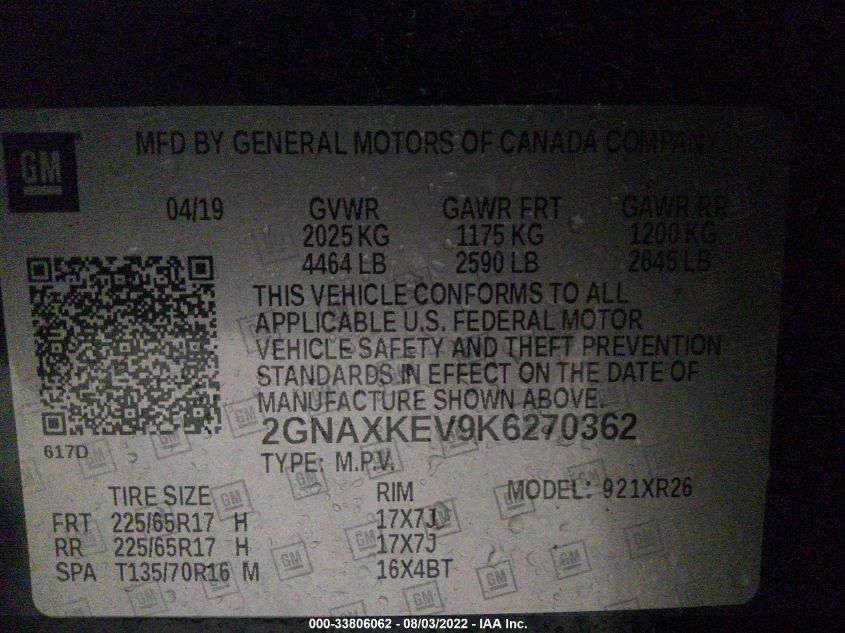 MFD BY GENERAL MOTORS OF CANADA COMPANY
GM
04/19 GVWR GAWR FRT GAWR RR
2025 KG 1175 KG 1200 KG
4464 LB 2590 LB 2645 LB
THIS VEHICLE CONFORMS TO ALL
APPLICABLE U.S. FEDERAL MOTOR
VEHICLE SAFETY AND THEFT PREVENTION
STANDARDS IN EFFECT ON THE DATE OF
MANUFACTURE SHOWN ABOVE.
2GNAXKEV9K6270362
617D
TYPE: M.P.V.
TIRE SIZE RIM MODEL: 921XR26
FRT 225/65R17 H 17X7J
RR 225/65R17 H 17X7J
SPA T135/70R16 M 16X4BT
000-33806062 - 08/03/2022 - IAA Inc.